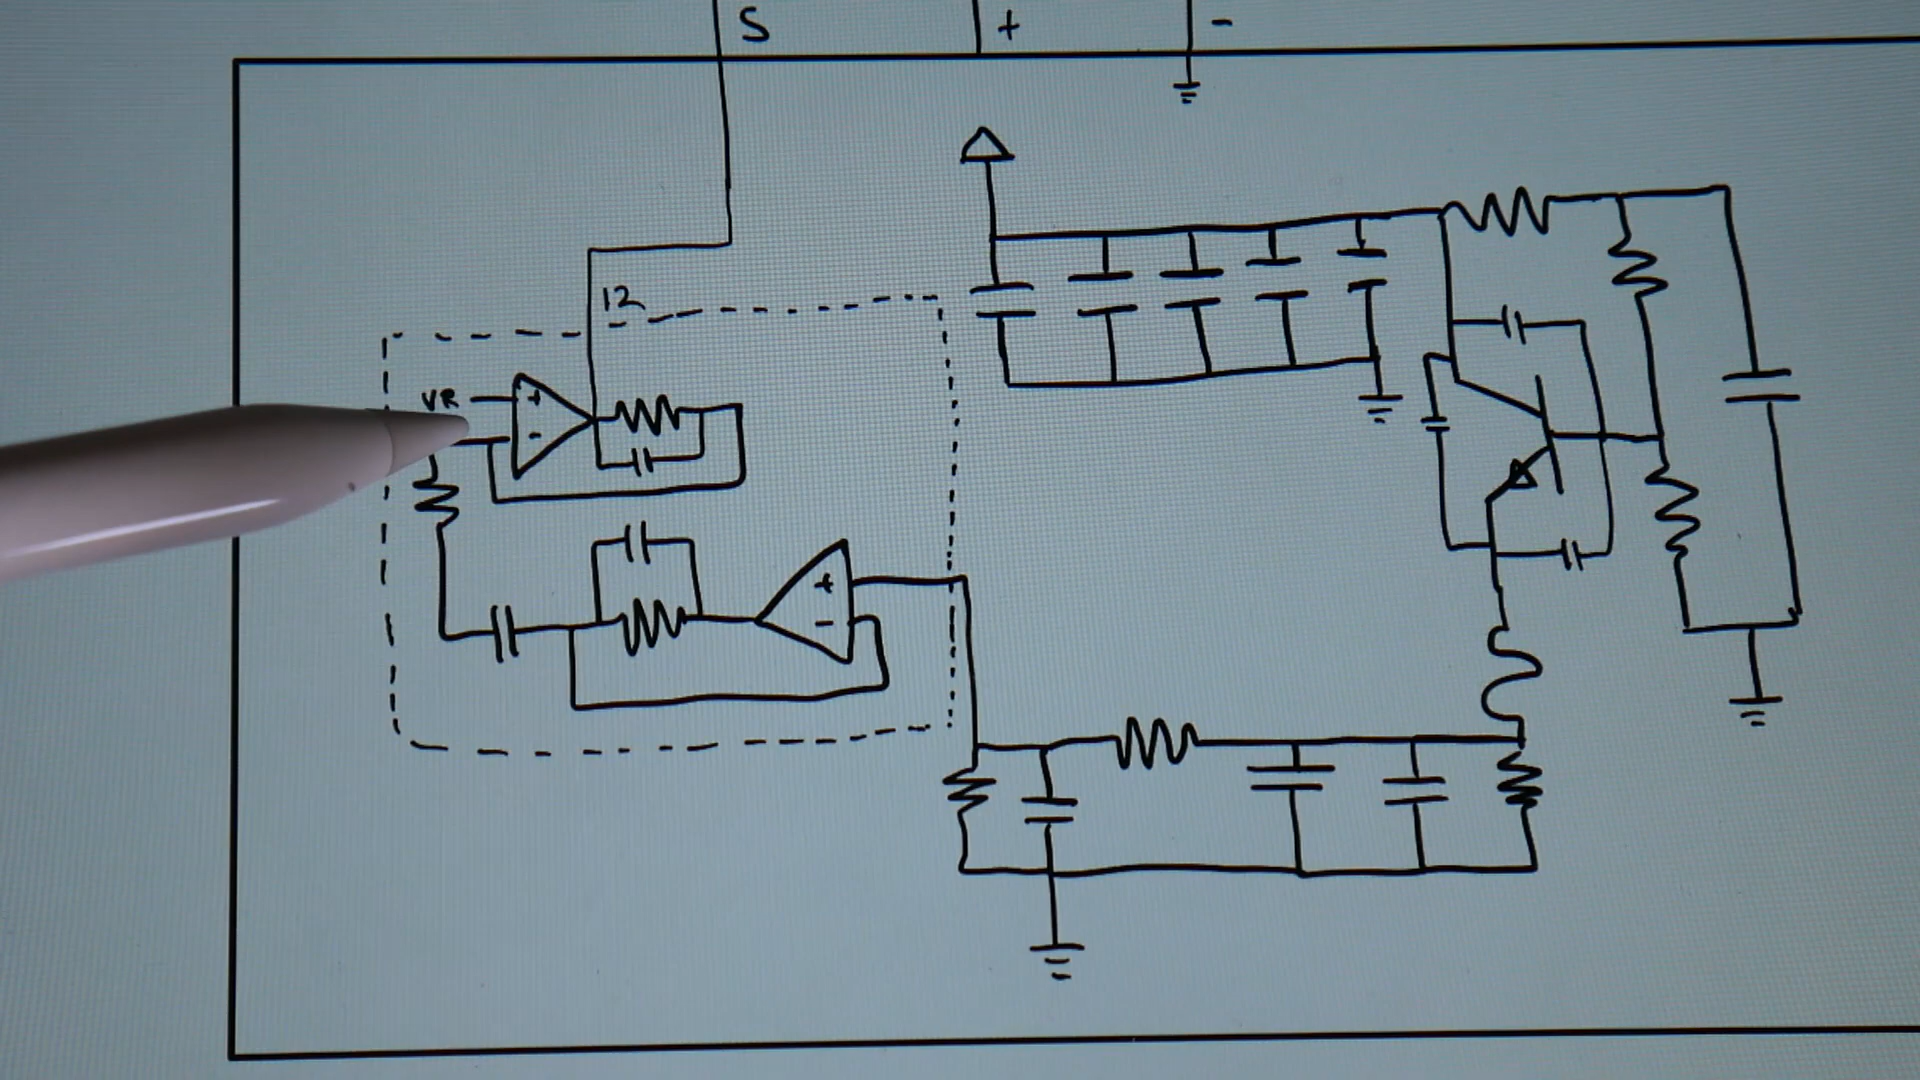 S + -
12
VR
+
-
+
-